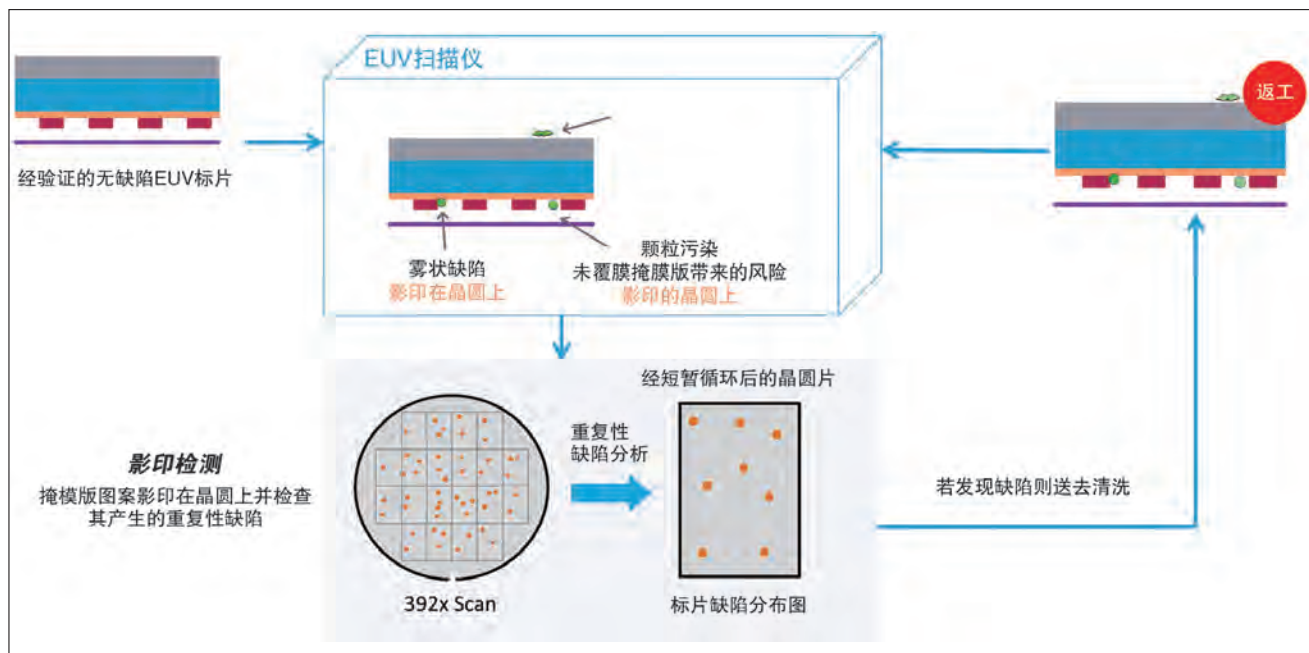 EUV扫描仪
返工
经验证的无缺陷EUV标片
雾状缺陷
影印在晶圆上
颗粒污染
未覆膜掩膜版带来的风险
影印的晶圆上
经短暂循环后的晶圆片
重复性
缺陷分析
影印检测
掩模版图案影印在晶圆上并检查
其产生的重复性缺陷
若发现缺陷则送去清洗
392x Scan
标片缺陷分布图